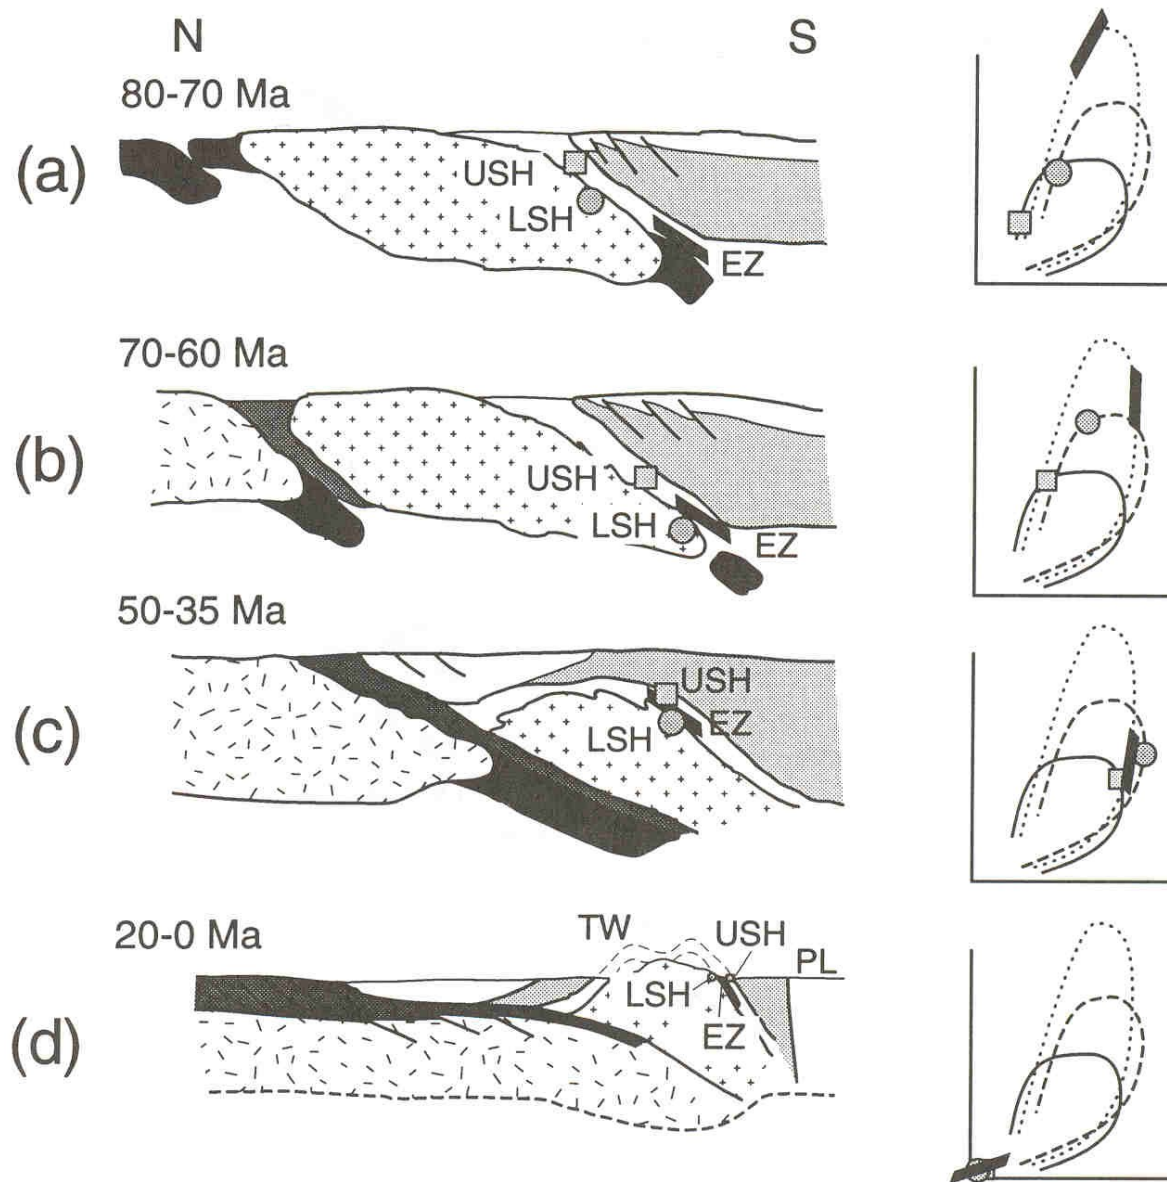 N S
80-70 Ma
(a)
USH
LSH
EZ
70-60 Ma
(b)
USH
LSH
EZ
50-35 Ma
(c)
USH
EZ
LSH
20-0 Ma
TW
USH
PL
LSH
EZ
(d)